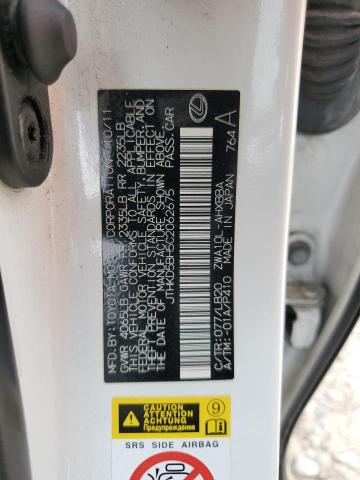 MFD. BY: TOYOTA MOTOR CORPORATION 10/11
GVWR 4065LB GAWR FR 2335LB RR 2235LB
THIS VEHICLE CONFORMS TO ALL APPLICABLE
FEDERAL MOTOR VEHICLE SAFETY, BUMPER, AND
THEFT PREVENTION STANDARDS IN EFFECT
ON THE DATE OF MANUFACTURE SHOWN ABOVE.
JTHKD5BH5C2062675 PASS.CAR
C/TR:077/LB20 ZWA10L-AHXBBA
A/TM:-01A/P410 MADE IN JAPAN
764 A
CAUTION
ATTENTION
Предупреждение
9
SRS SIDE AIRBAG